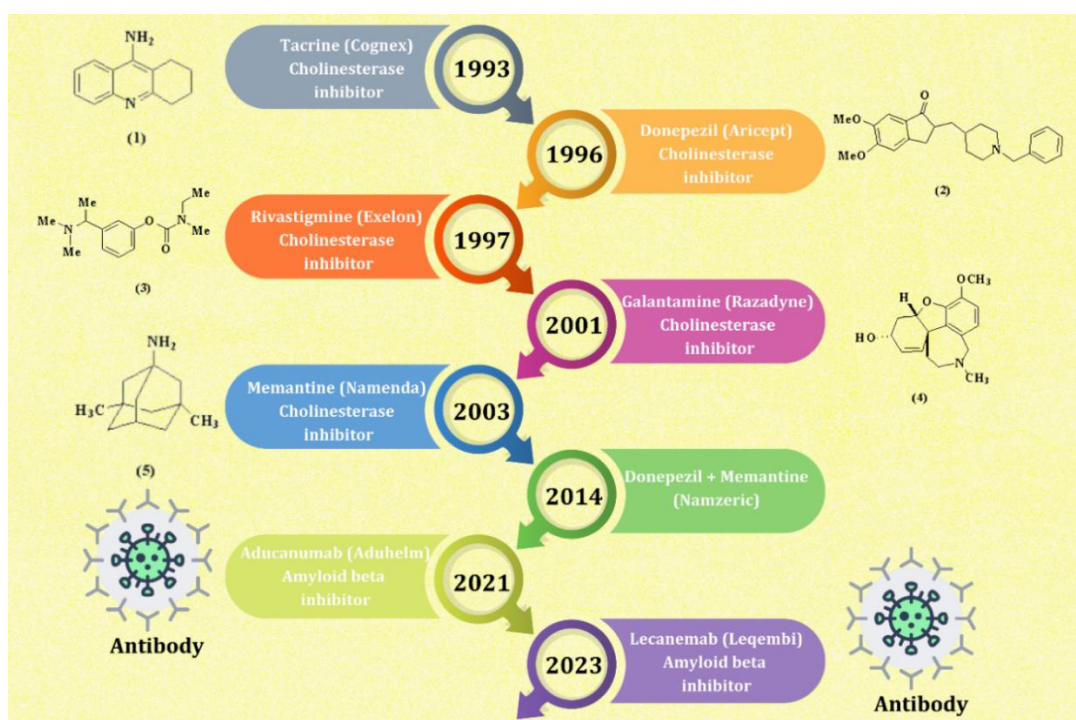 NH₂
N
(1)
Tacrine (Cognex)
Cholinesterase
inhibitor
1993
1996
Donepezil (Aricept)
Cholinesterase
inhibitor
O
MeO
MeO
N
(2)
Me
Me
Me
N
Me
O
N
Me
O
(3)
Rivastigmine (Exelon)
Cholinesterase
inhibitor
1997
2001
Galantamine (Razadyne)
Cholinesterase
inhibitor
OCH₃
H
O
HO
N
CH₃
(4)
NH₂
H₃C
CH₃
(5)
Memantine (Namenda)
Cholinesterase
inhibitor
2003
2014
Donepezil + Memantine
(Namzeric)
Antibody
Aducanumab (Aduhelm)
Amyloid beta
inhibitor
2021
2023
Lecanemab (Leqembi)
Amyloid beta
inhibitor
Antibody